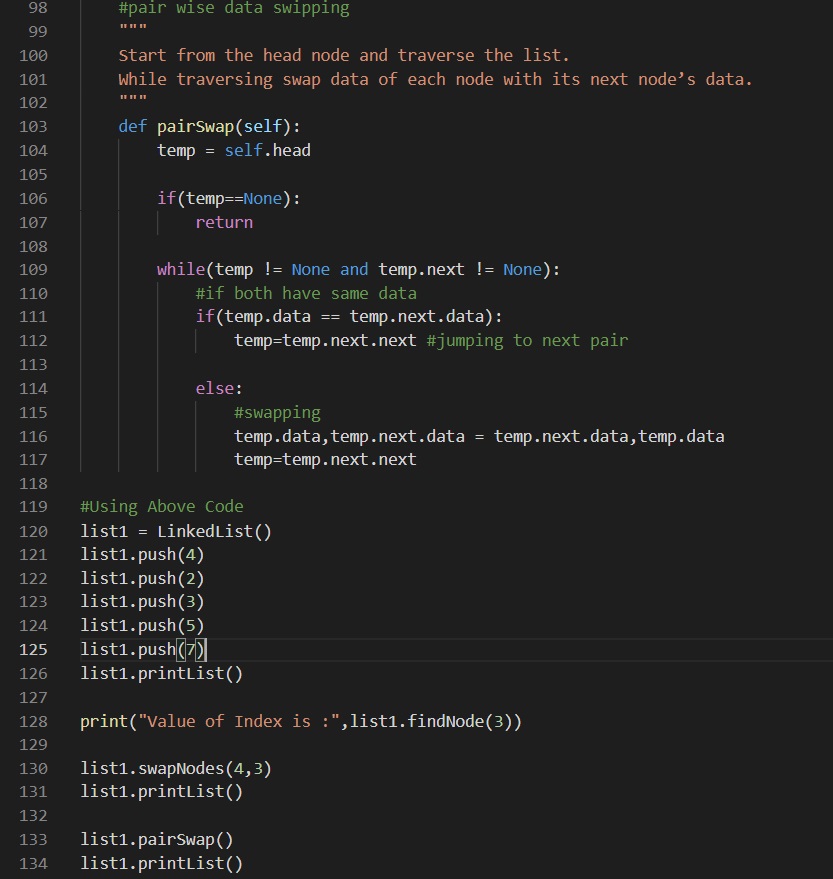 98 #pair wise data swipping
99 """
100 Start from the head node and traverse the list.
101 While traversing swap data of each node with its next node’s data.
102 """
103 def pairSwap(self):
104 temp = self.head
105
106 if(temp==None):
107 return
108
109 while(temp != None and temp.next != None):
110 #if both have same data
111 if(temp.data == temp.next.data):
112 temp=temp.next.next #jumping to next pair
113
114 else:
115 #swapping
116 temp.data,temp.next.data = temp.next.data,temp.data
117 temp=temp.next.next
118
119 #Using Above Code
120 list1 = LinkedList()
121 list1.push(4)
122 list1.push(2)
123 list1.push(3)
124 list1.push(5)
125 list1.push(7)
126 list1.printList()
127
128 print("Value of Index is :",list1.findNode(3))
129
130 list1.swapNodes(4,3)
131 list1.printList()
132
133 list1.pairSwap()
134 list1.printList()